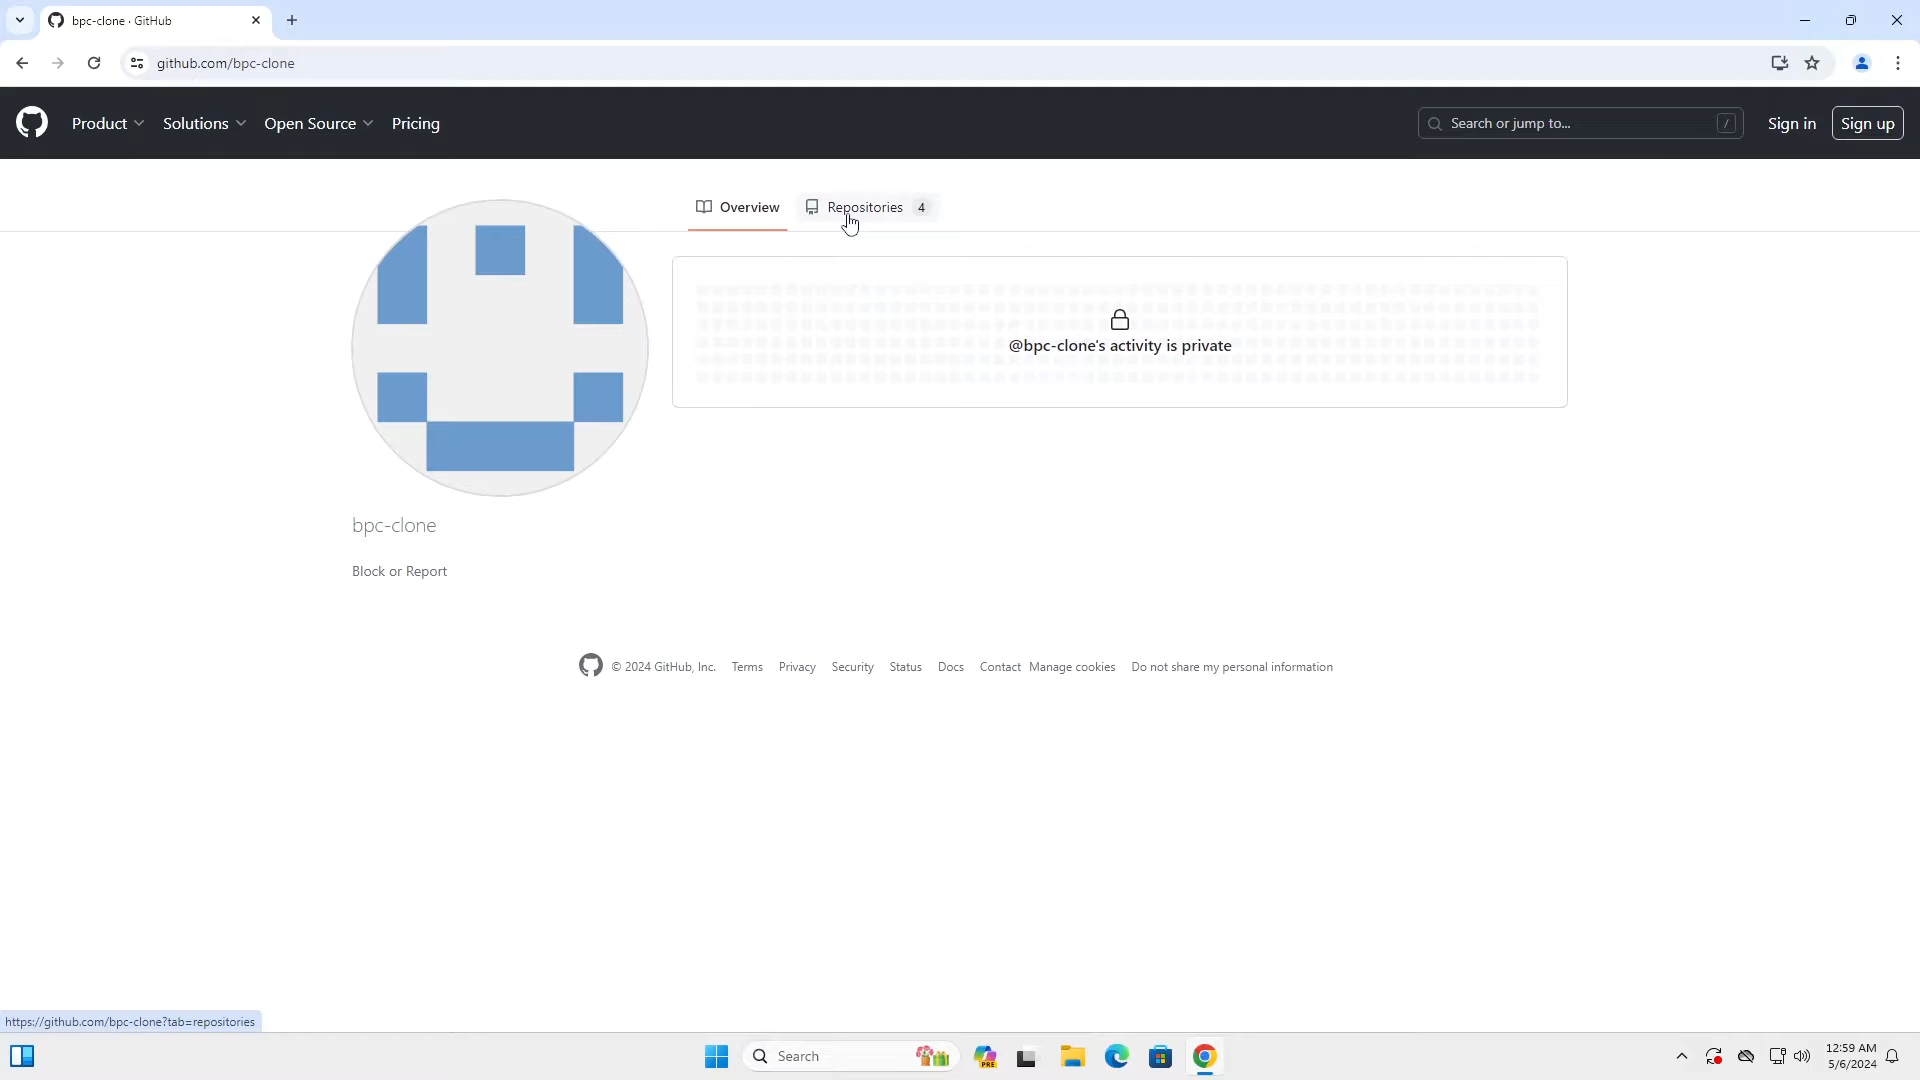 bpc-clone · GitHub
github.com/bpc-clone
Product
Solutions
Open Source
Pricing
Search or jump to...
/
Sign in
Sign up
Overview
Repositories 4
@bpc-clone's activity is private
bpc-clone
Block or Report
© 2024 GitHub, Inc.
Terms
Privacy
Security
Status
Docs
Contact
Manage cookies
Do not share my personal information
https://github.com/bpc-clone?tab=repositories
Search
PRE
12:59 AM
5/6/2024